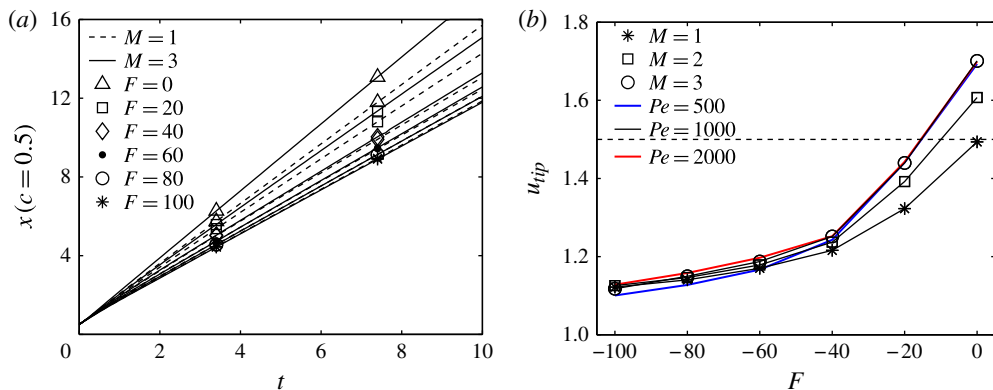 (a)
16
12
8
4
0
2
4
6
8
10
x (c = 0.5)
t
M = 1
M = 3
F = 0
F = 20
F = 40
F = 60
F = 80
F = 100
(b)
1.8
1.6
1.4
1.2
1.0
−100
−80
−60
−40
−20
0
u_tip
F
M = 1
M = 2
M = 3
Pe = 500
Pe = 1000
Pe = 2000